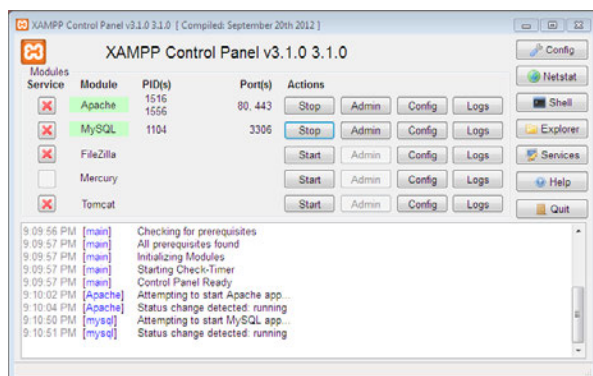 XAMPP Control Panel v3.1.0 3.1.0 [ Compiled: September 20th 2012 ]
XAMPP Control Panel v3.1.0 3.1.0
Config
Modules
Service Module PID(s) Port(s) Actions
Netstat
Apache 1516 1556 80, 443 Stop Admin Config Logs
Shell
MySQL 1104 3306 Stop Admin Config Logs
Explorer
FileZilla Start Admin Config Logs
Services
Mercury Start Admin Config Logs
Help
Tomcat Start Admin Config Logs
Quit
9:09:56 PM [main] Checking for prerequisites
9:09:57 PM [main] All prerequisites found
9:09:57 PM [main] Initializing Modules
9:09:57 PM [main] Starting Check-Timer
9:09:57 PM [main] Control Panel Ready
9:10:02 PM [Apache] Attempting to start Apache app...
9:10:04 PM [Apache] Status change detected: running
9:10:50 PM [mysql] Attempting to start MySQL app...
9:10:51 PM [mysql] Status change detected: running